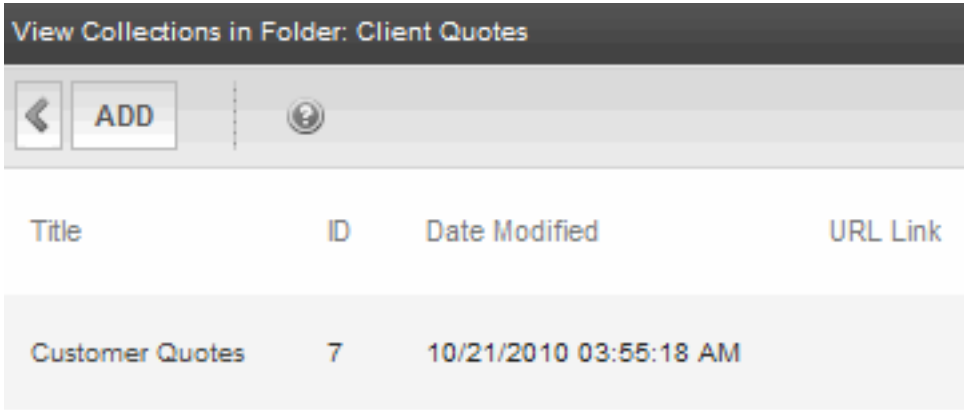 View Collections in Folder: Client Quotes
ADD
Title ID Date Modified URL Link
Customer Quotes 7 10/21/2010 03:55:18 AM